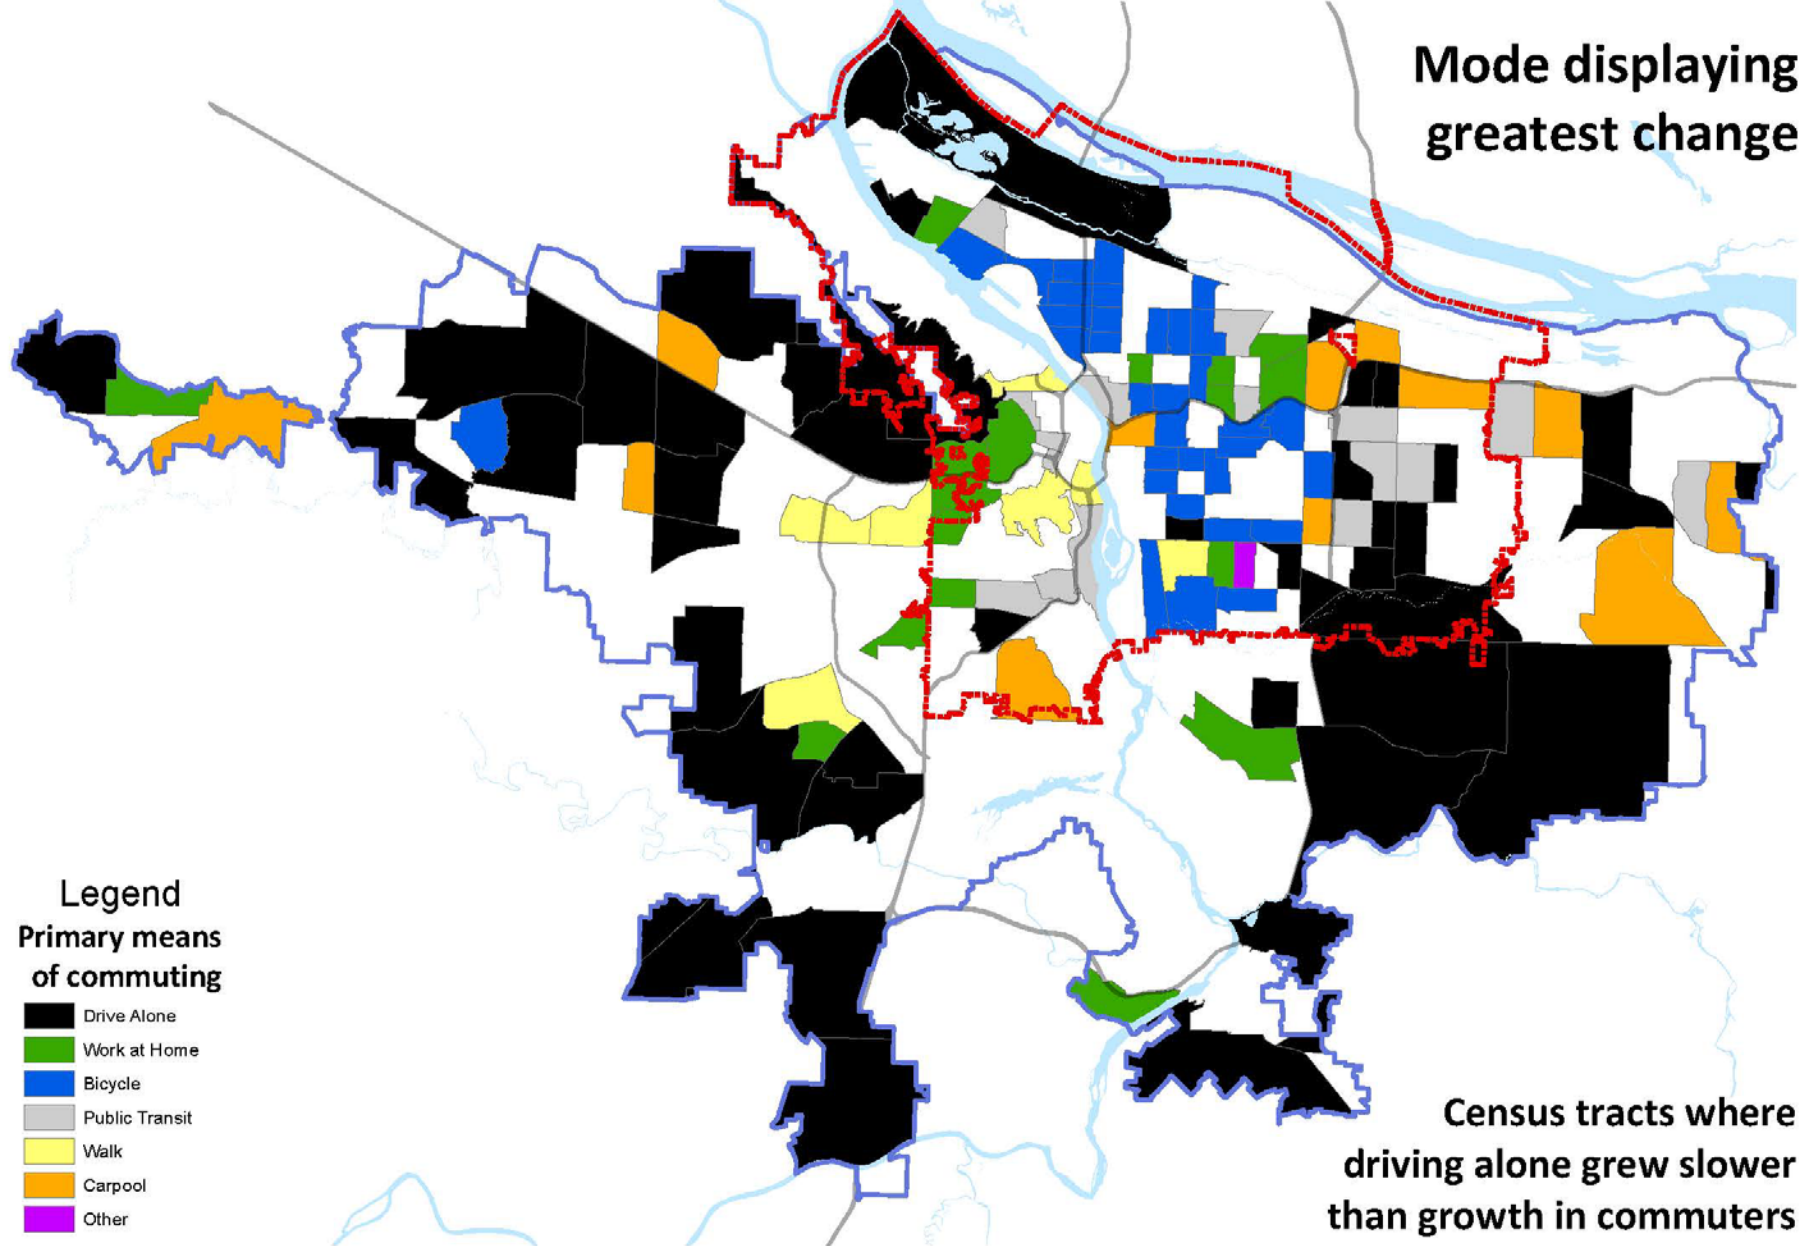 Mode displaying
greatest change
Legend
Primary means
of commuting
Drive Alone
Work at Home
Bicycle
Public Transit
Walk
Carpool
Other
Census tracts where
driving alone grew slower
than growth in commuters